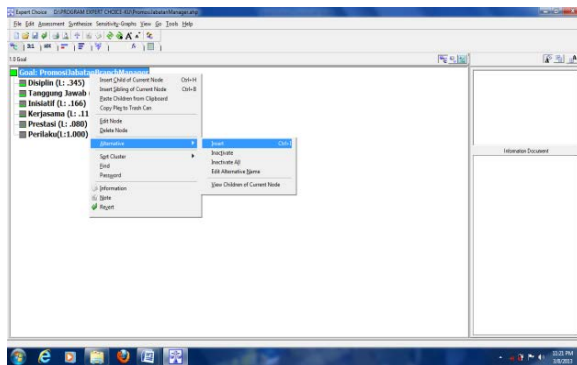 Expert Choice D:\PROGRAM EXPERT CHOICE-4U\PromosiJabatanManager.ahp
File Edit Assessment Synthesize Sensitivity-Graphs View Go Tools Help
1.0 Goal
Goal: PromosiJabatanBranchManager
Disiplin (L: .345)
Tanggung Jawab
Inisiatif (L: .166)
Kerjasama (L: .11
Prestasi (L: .080)
Perilaku(L:1.000)
Insert Child of Current Node Ctrl+H
Insert Sibling of Current Node Ctrl+B
Paste Children from Clipboard
Copy Plex to Trash Can
Edit Node
Delete Node
Alternative
Sort Cluster
Find
Password
Information
Note
Revert
Insert
Inactivate
Inactivate All
Edit Alternative Name
View Children of Current Node
Information Document
11:21 PM
3/8/2013